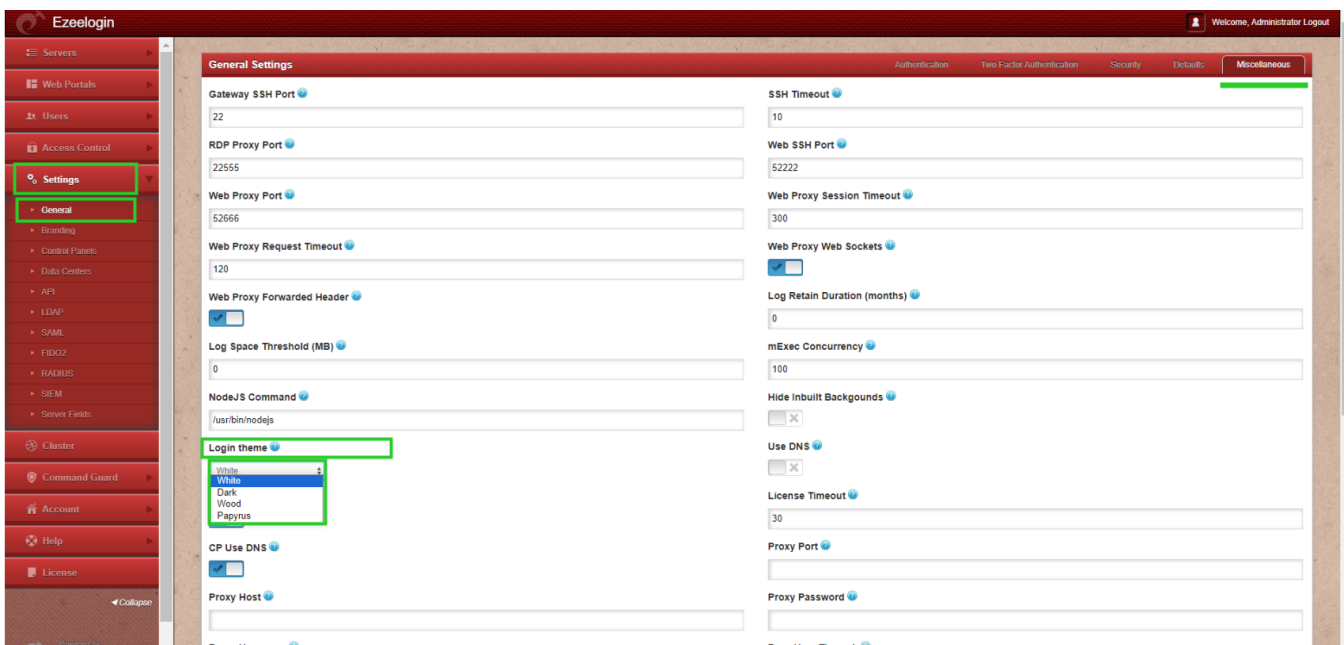 Ezeelogin
Welcome, Administrator Logout
Servers
Web Portals
Users
Access Control
Settings
General
Branding
Control Panels
Data Centers
API
LDAP
SAML
FIDO2
RADIUS
SIEM
Server Fields
Cluster
Command Guard
Account
Help
License
Collapse
General Settings
Authentication
Two Factor Authentication
Security
Defaults
Miscellaneous
Gateway SSH Port
22
SSH Timeout
10
RDP Proxy Port
22555
Web SSH Port
52222
Web Proxy Port
52666
Web Proxy Session Timeout
300
Web Proxy Request Timeout
120
Web Proxy Web Sockets
Web Proxy Forwarded Header
Log Retain Duration (months)
0
Log Space Threshold (MB)
0
mExec Concurrency
100
NodeJS Command
/usr/bin/nodejs
Hide Inbuilt Backgounds
Login theme
White
White
Dark
Wood
Papyrus
Use DNS
License Timeout
30
CP Use DNS
Proxy Port
Proxy Host
Proxy Password